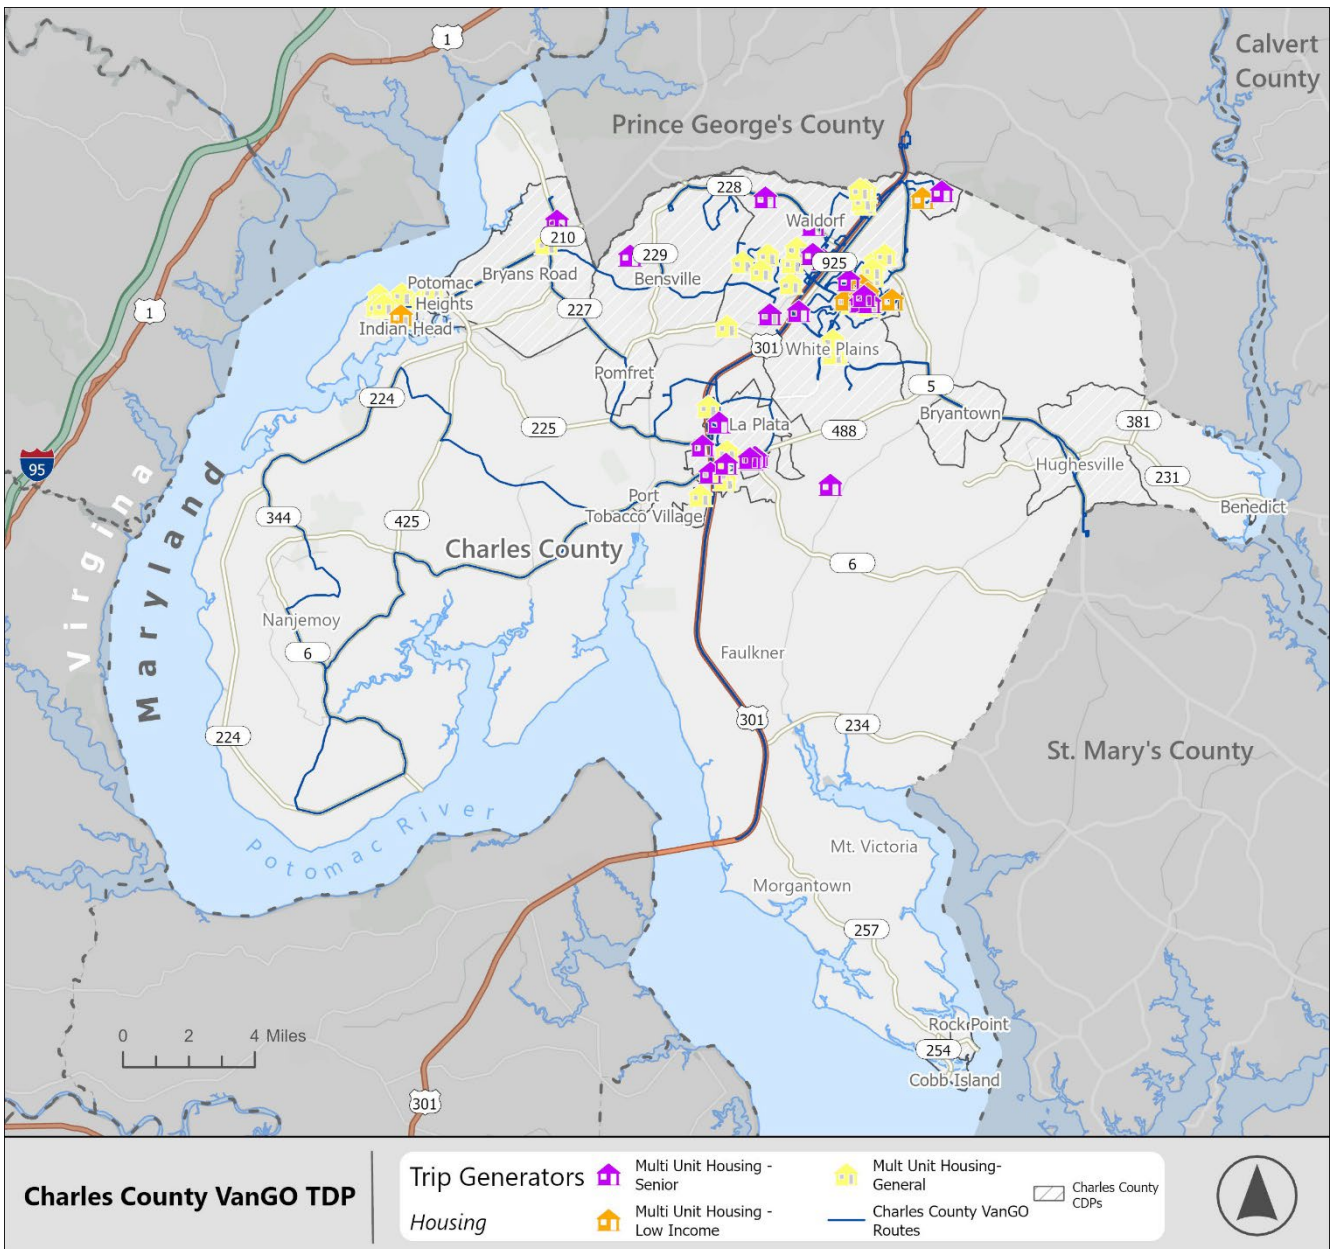 1
Calvert
County
Prince George's County
228
Waldorf
210
229
925
Bryans Road
Bensville
Potomac
Heights
1
227
Indian Head
301
White Plains
Pomfret
224
5
Bryantown
225
La Plata
488
381
95
Hughesville
231
Port
Tobacco Village
Benedict
344
425
Charles County
Virginia
Maryland
6
Nanjemoy
6
Faulkner
301
234
224
St. Mary's County
Potomac River
Mt. Victoria
Morgantown
257
Rock Point
254
Cobb Island
0 2 4 Miles
301
Charles County VanGO TDP
Trip Generators
Housing
Multi Unit Housing -
Senior
Multi Unit Housing -
Low Income
Mult Unit Housing-
General
Charles County VanGO
Routes
Charles County
CDPs